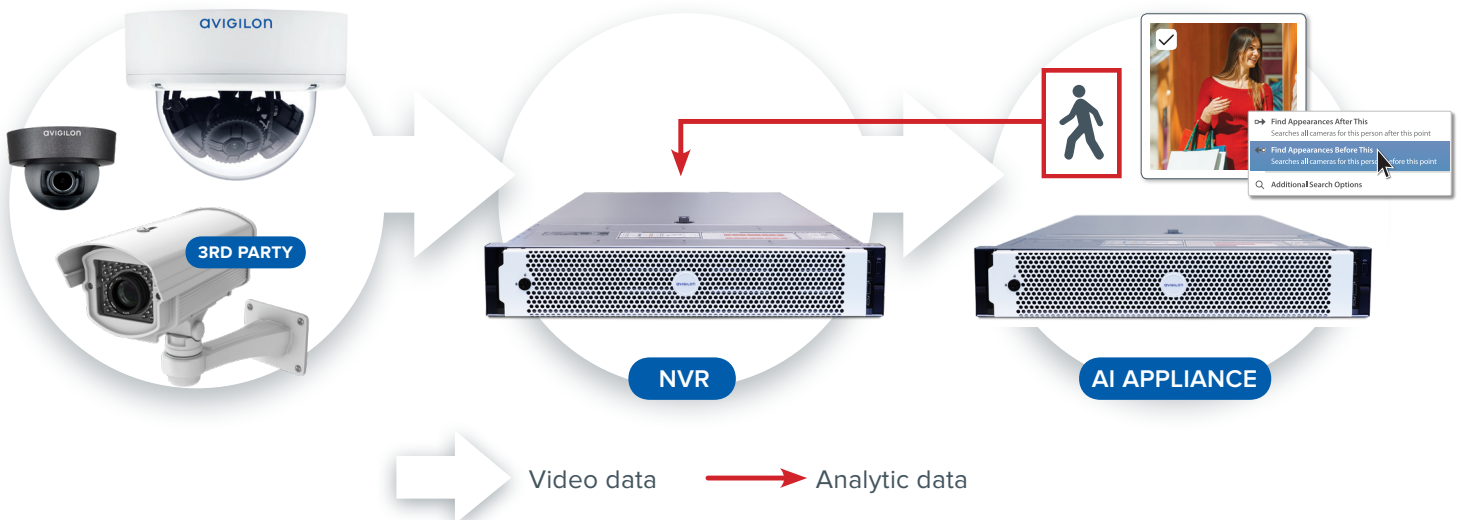 avigilon
avigilon
3RD PARTY
Find Appearances After This
Searches all cameras for this person after this point
Find Appearances Before This
Searches all cameras for this person before this point
Additional Search Options
avigilon
avigilon
NVR
AI APPLIANCE
Video data
Analytic data